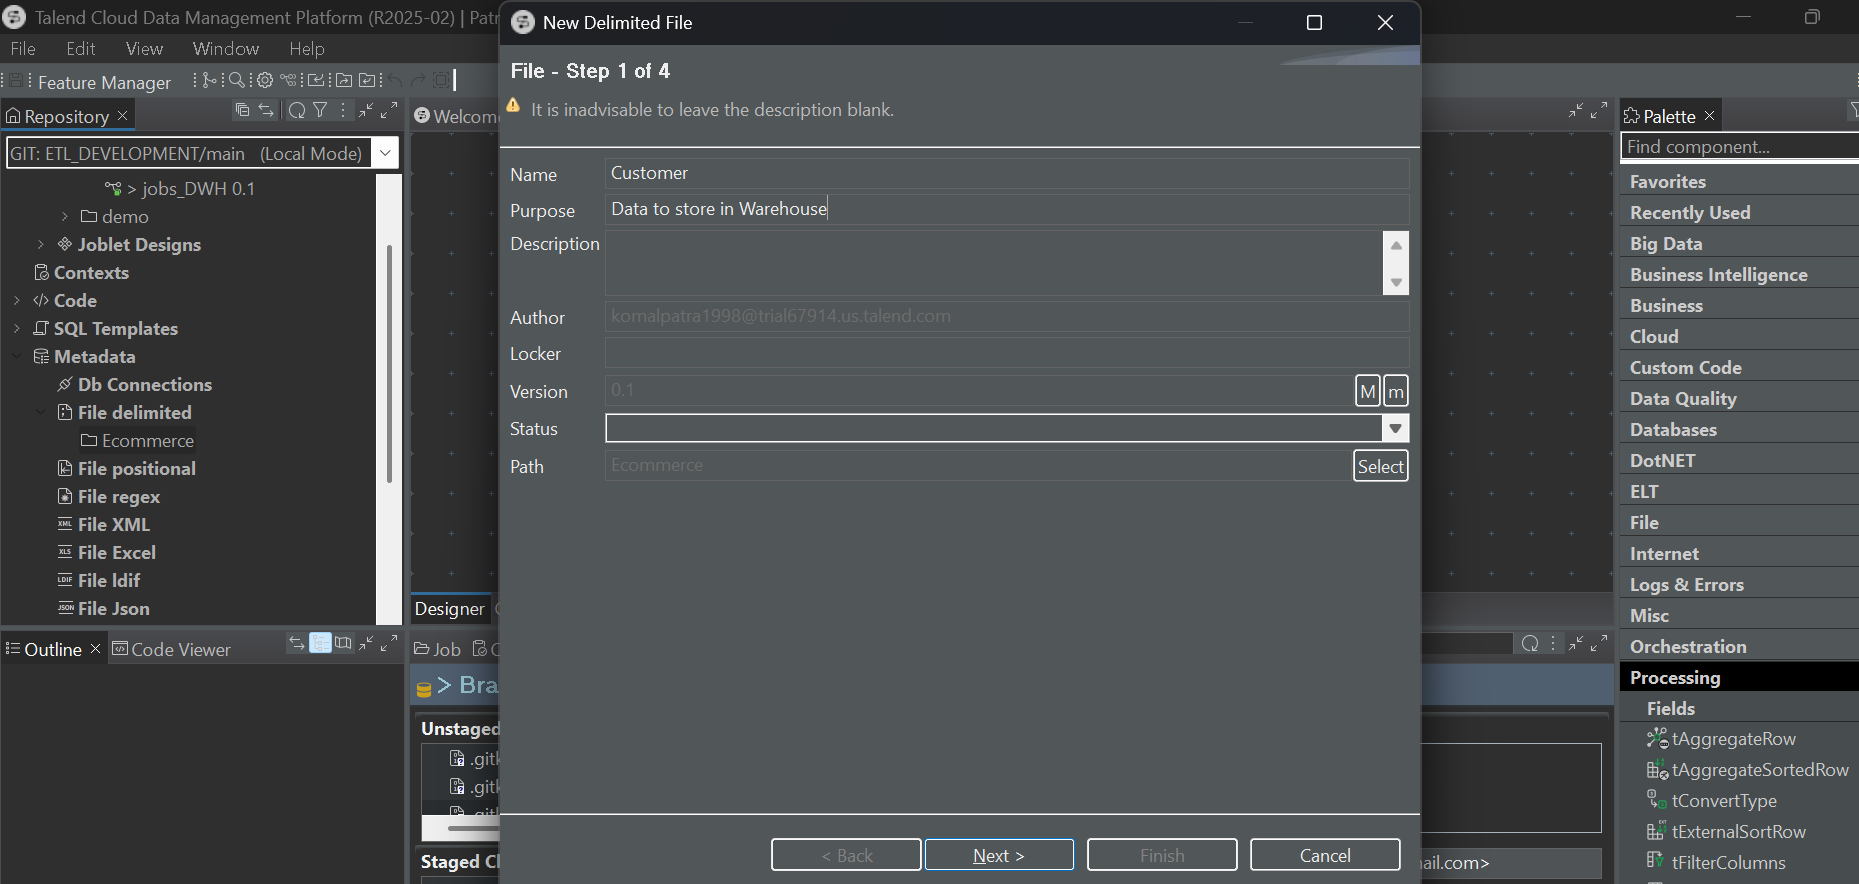 Talend Cloud Data Management Platform (R2025-02) | Patr
File Edit View Window Help
Feature Manager
Repository
GIT: ETL_DEVELOPMENT/main (Local Mode)
> jobs_DWH 0.1
demo
Joblet Designs
Contexts
Code
SQL Templates
Metadata
Db Connections
File delimited
Ecommerce
File positional
File regex
File XML
File Excel
File ldif
File Json
Outline
Code Viewer
Welcom
Designer
Job
> Bra
Unstaged
.gitk
.gitk
.gitk
Staged Cl
New Delimited File
File - Step 1 of 4
It is inadvisable to leave the description blank.
Name Customer
Purpose Data to store in Warehouse
Description
Author komalpatra1998@trial67914.us.talend.com
Locker
Version 0.1 M m
Status
Path Ecommerce Select
< Back Next > Finish Cancel
ail.com>
Palette
Find component...
Favorites
Recently Used
Big Data
Business Intelligence
Business
Cloud
Custom Code
Data Quality
Databases
DotNET
ELT
File
Internet
Logs & Errors
Misc
Orchestration
Processing
Fields
tAggregateRow
tAggregateSortedRow
tConvertType
tExternalSortRow
tFilterColumns